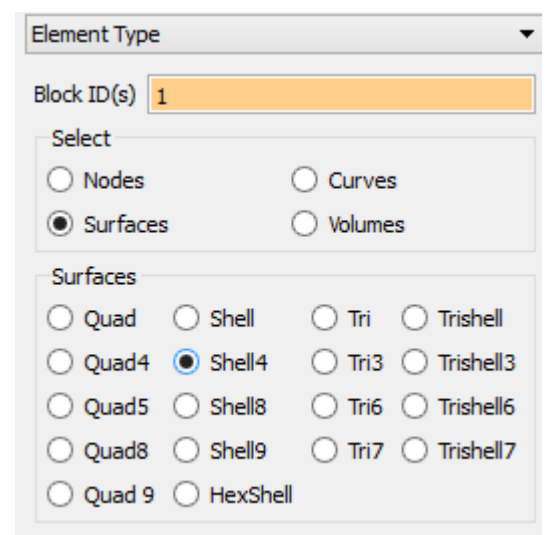 Element Type
Block ID(s) 1
Select
Nodes Curves
Surfaces Volumes
Surfaces
Quad Shell Tri Trishell
Quad4 Shell4 Tri3 Trishell3
Quad5 Shell8 Tri6 Trishell6
Quad8 Shell9 Tri7 Trishell7
Quad 9 HexShell